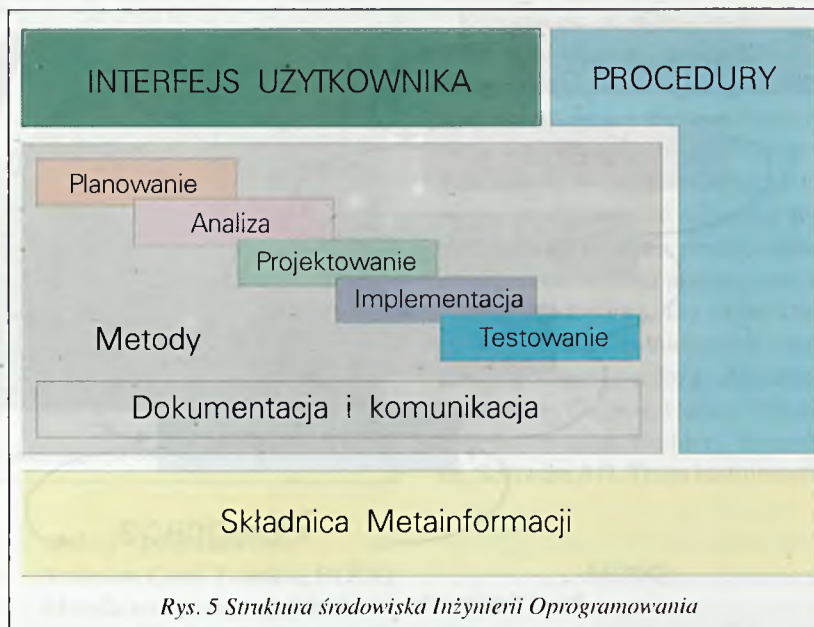 INTERFEJS UŻYTKOWNIKA
PROCEDURY
Planowanie
Analiza
Projektowanie
Implementacja
Metody
Testowanie
Dokumentacja i komunikacja
Składnica Metainformacji
Rys. 5 Struktura środowiska Inżynierii Oprogramowania